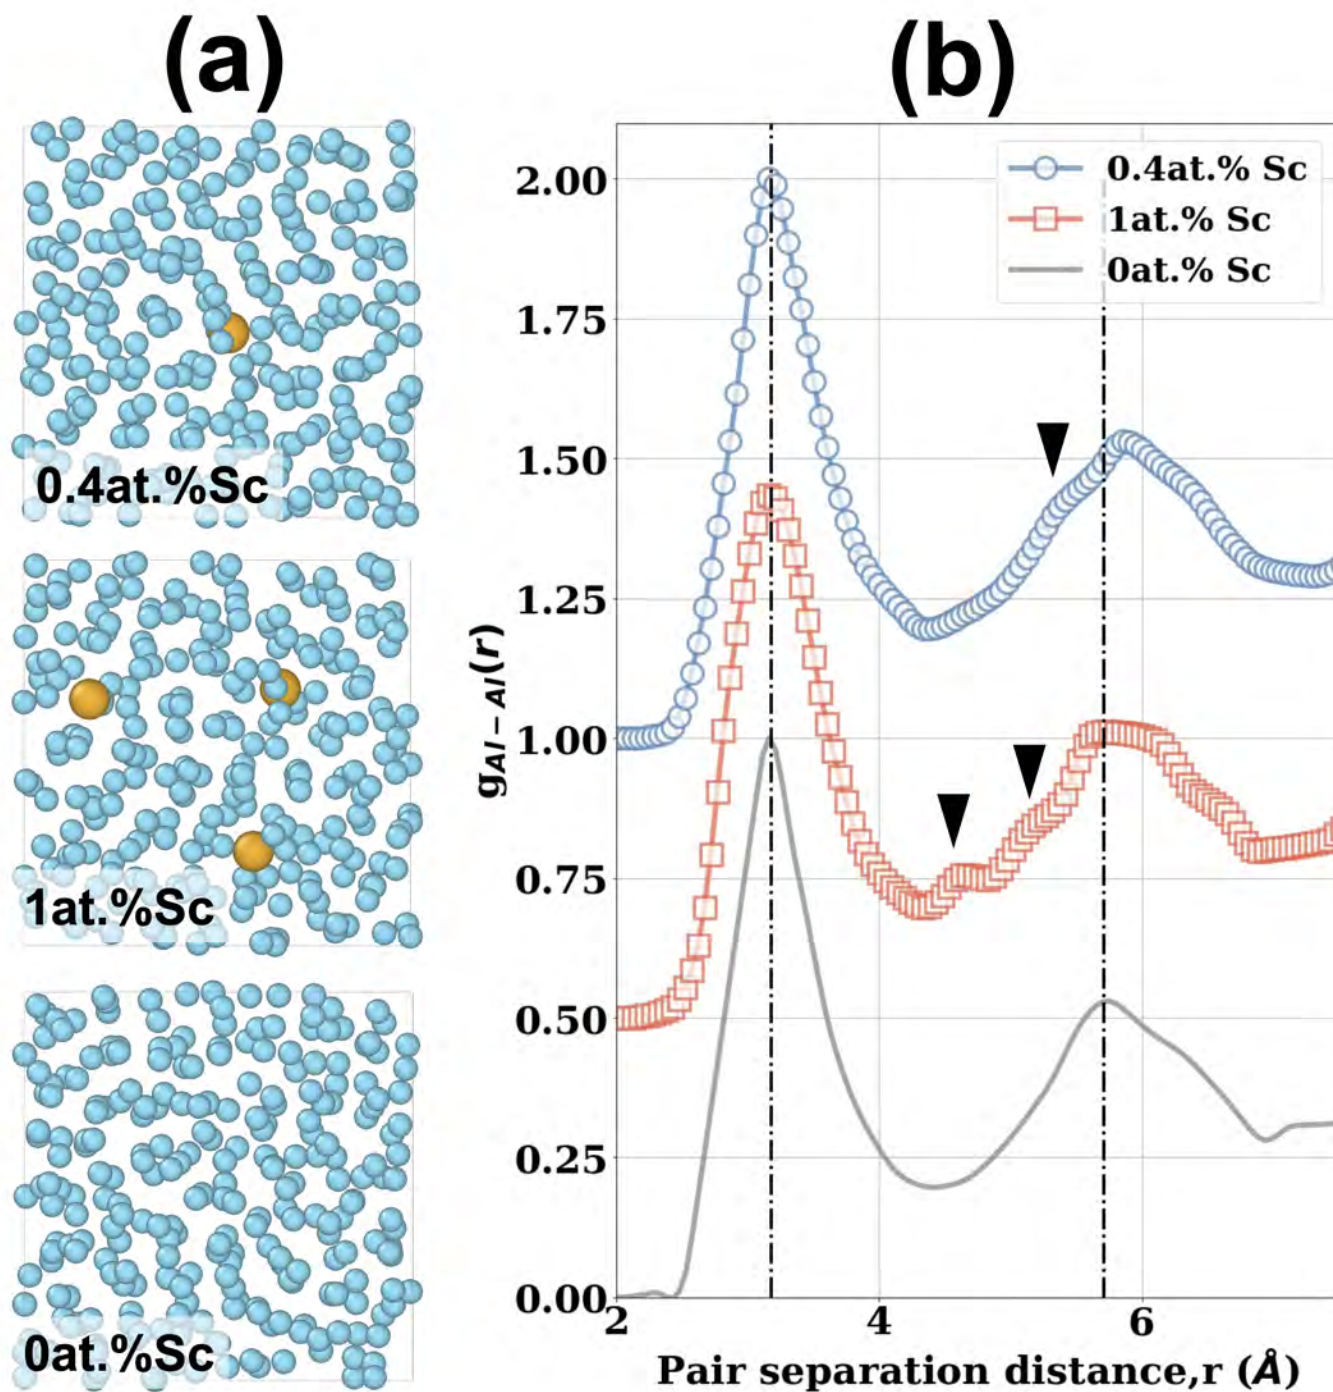 (a)
0.4at.%Sc
1at.%Sc
0at.%Sc
(b)
0.4at.% Sc
1at.% Sc
0at.% Sc
2.00
1.75
1.50
1.25
1.00
0.75
0.50
0.25
0.00
gAl−Al(r)
2 4 6
Pair separation distance,r (Å)